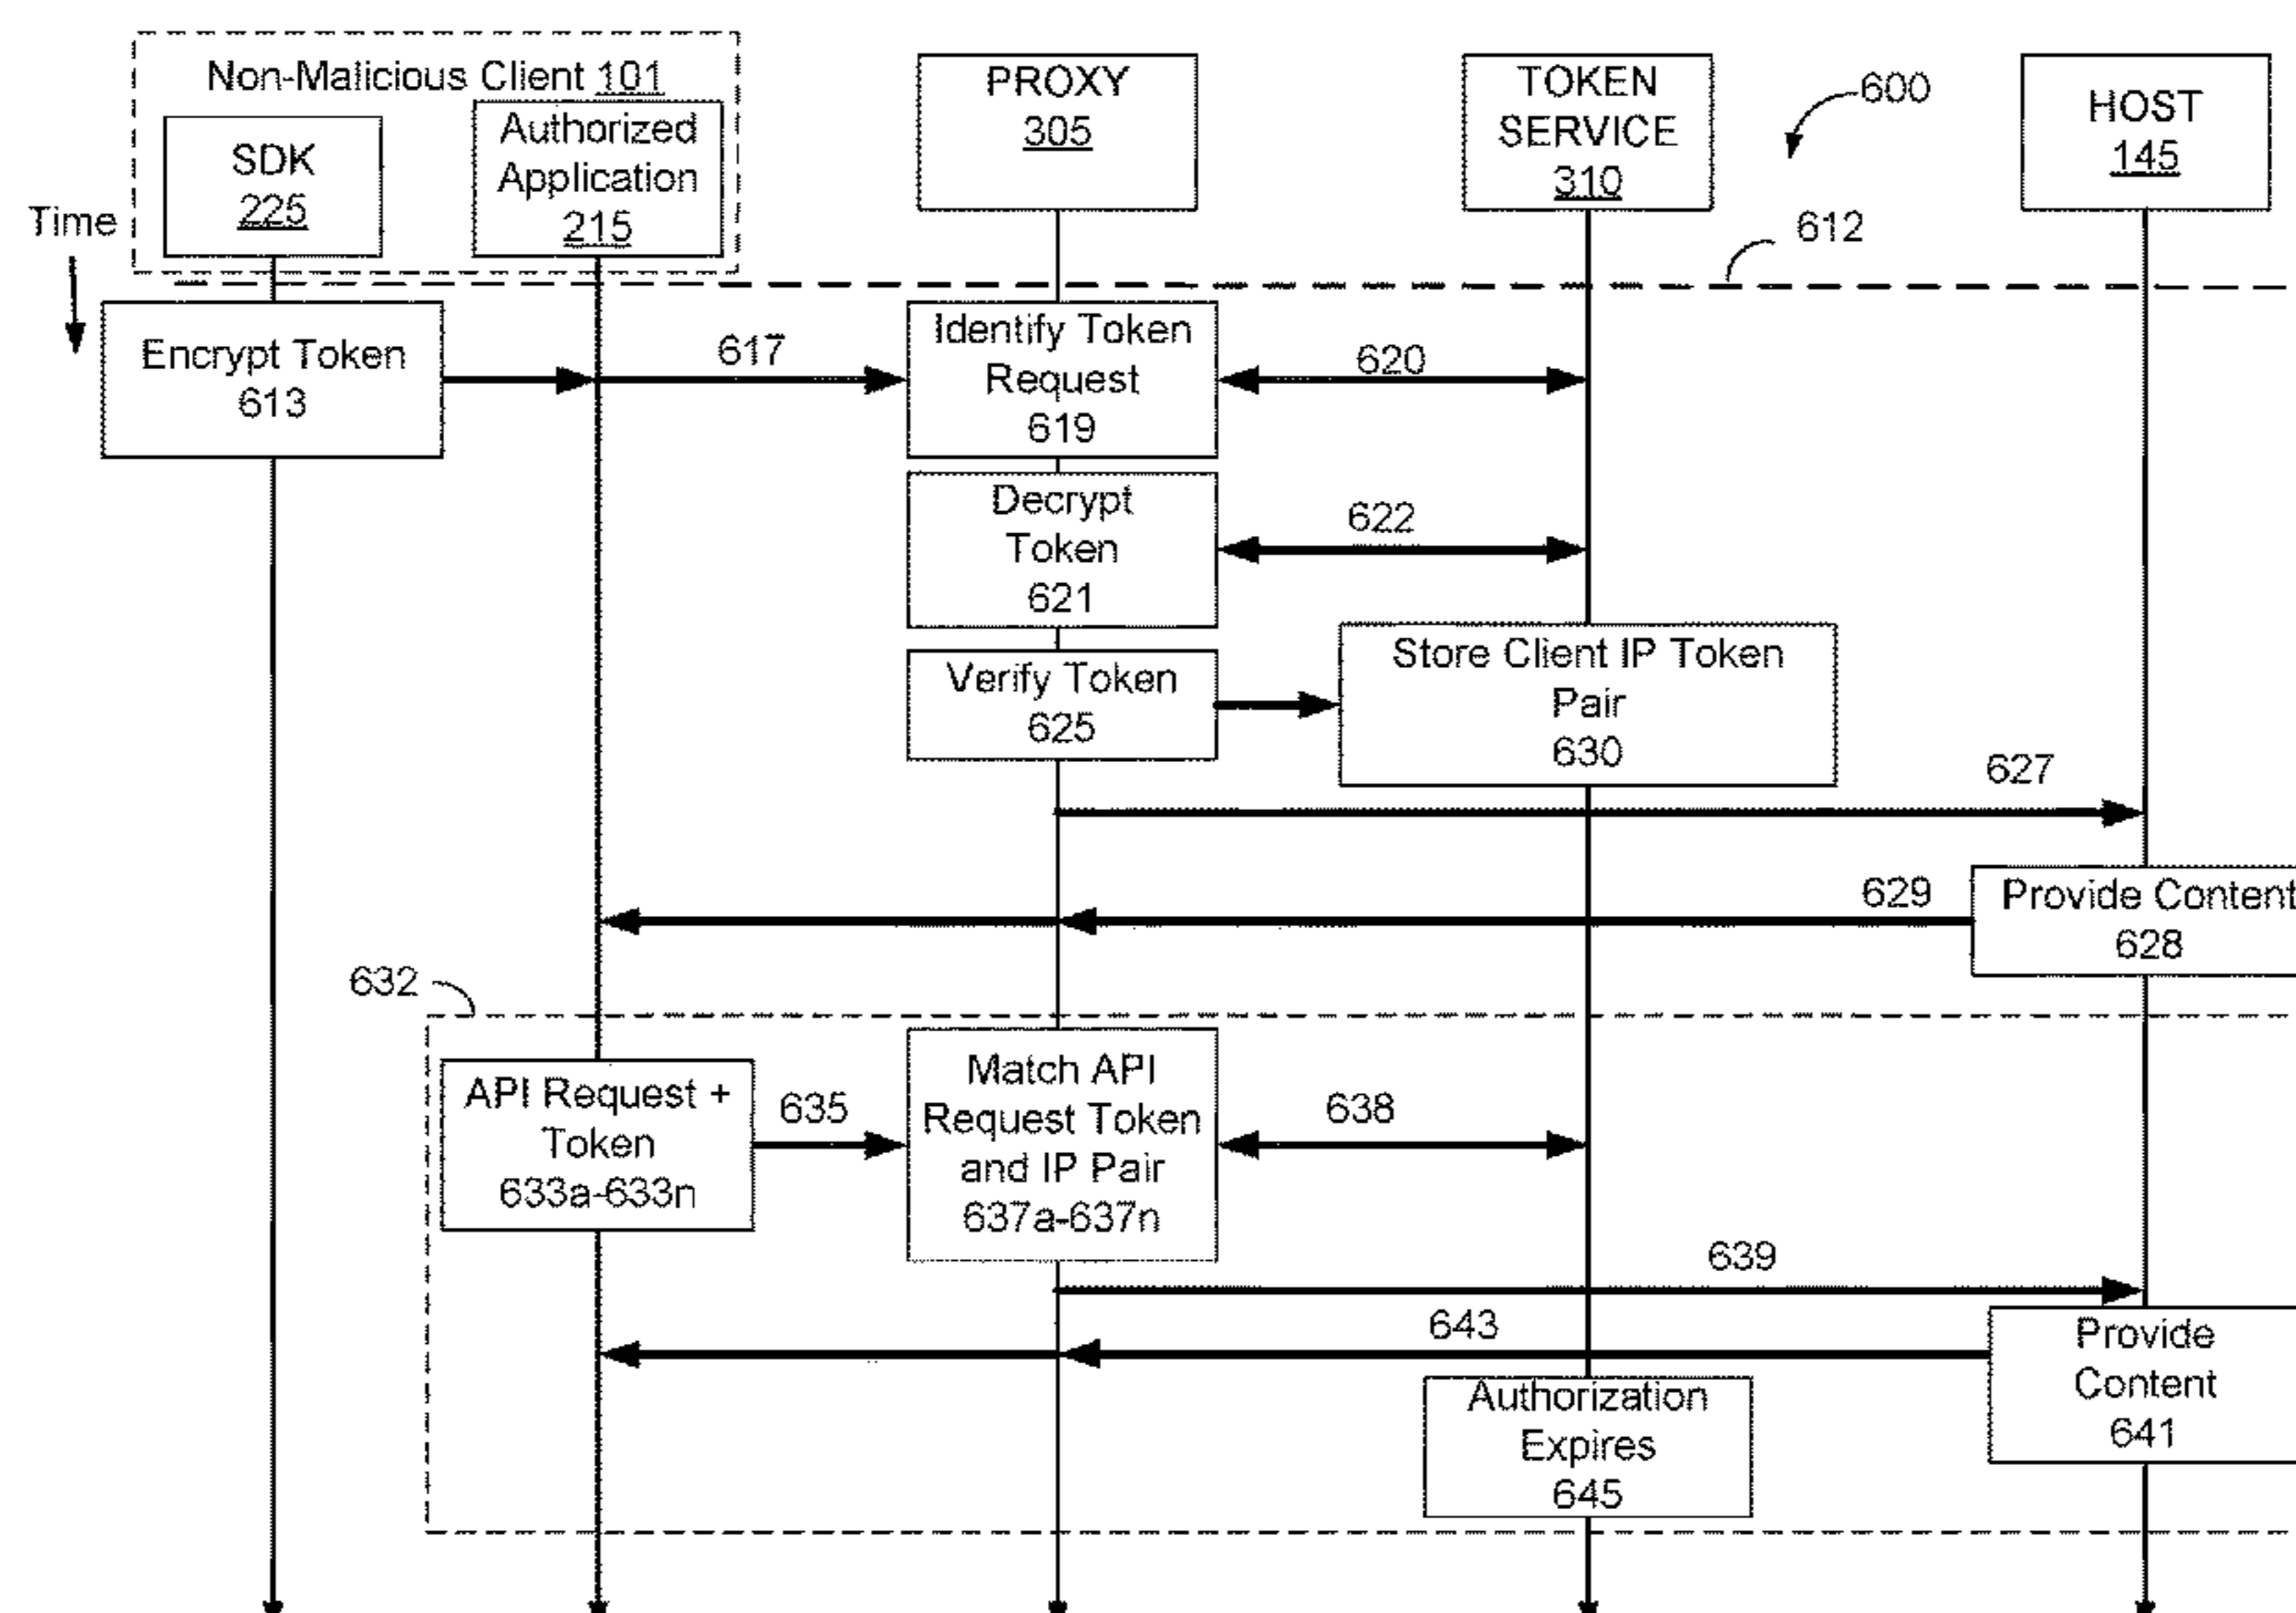 Non-Malicious Client 101
SDK
225
Authorized
Application
215
PROXY
305
TOKEN
SERVICE
310
600
HOST
145
Time
612
Encrypt Token
613
617
Identify Token
Request
619
620
Decrypt
Token
621
622
Verify Token
625
Store Client IP Token
Pair
630
627
629
Provide Content
628
632
API Request +
Token
633a-633n
635
Match API
Request Token
and IP Pair
637a-637n
638
639
643
Provide
Content
641
Authorization
Expires
645